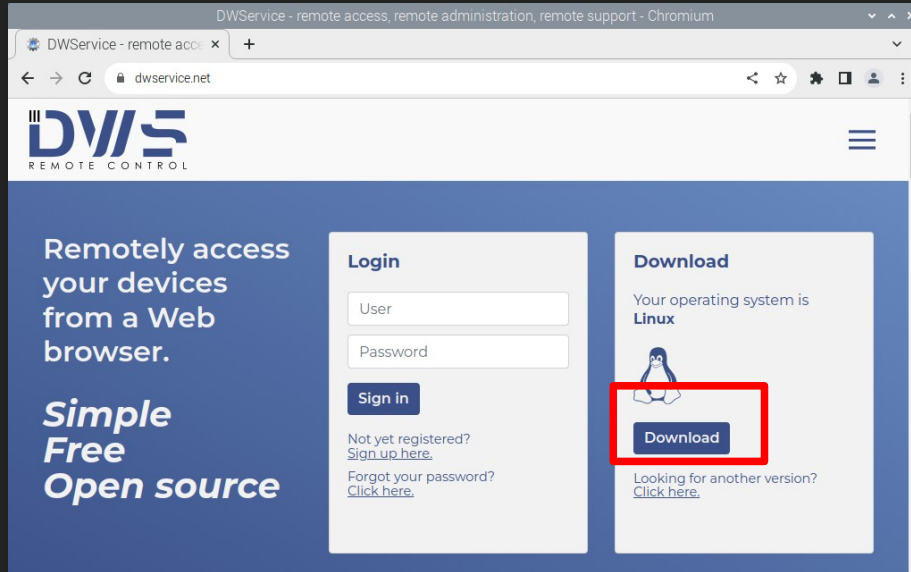 DWService - remote access, remote administration, remote support - Chromium
DWService - remote acce
dwservice.net
DWS
REMOTE CONTROL
Remotely access
your devices
from a Web
browser.
Simple
Free
Open source
Login
User
Password
Sign in
Not yet registered?
Sign up here.
Forgot your password?
Click here.
Download
Your operating system is
Linux
Download
Looking for another version?
Click here.